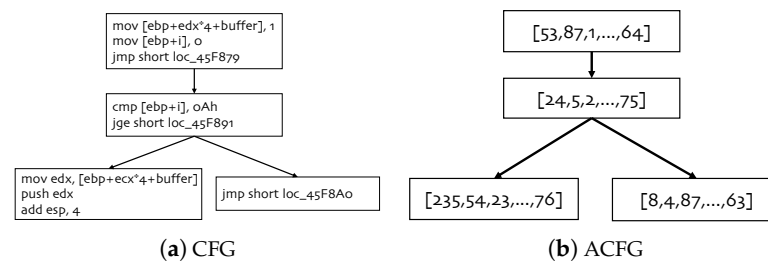 mov [ebp+edx*4+buffer], 1
mov [ebp+i], 0
jmp short loc_45F879
cmp [ebp+i], 0Ah
jge short loc_45F891
mov edx, [ebp+ecx*4+buffer]
push edx
add esp, 4
jmp short loc_45F8A0
(a) CFG
[53,87,1,...,64]
[24,5,2,...,75]
[235,54,23,...,76]
[8,4,87,...,63]
(b) ACFG